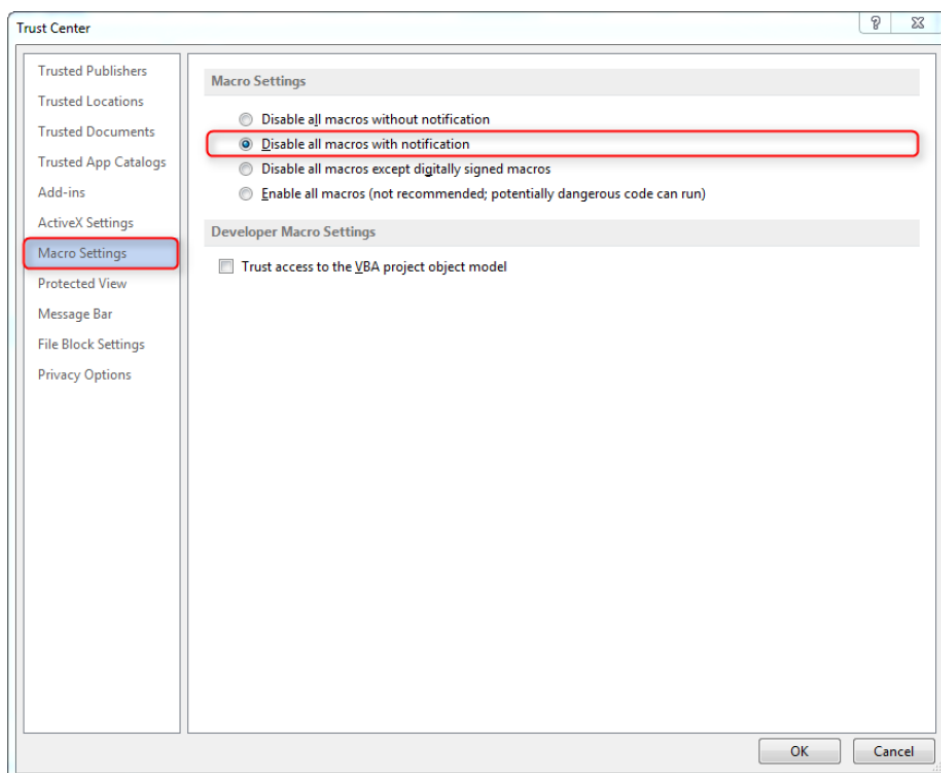 Trust Center
Trusted Publishers
Trusted Locations
Trusted Documents
Trusted App Catalogs
Add-ins
ActiveX Settings
Macro Settings
Protected View
Message Bar
File Block Settings
Privacy Options
Macro Settings
Disable all macros without notification
Disable all macros with notification
Disable all macros except digitally signed macros
Enable all macros (not recommended; potentially dangerous code can run)
Developer Macro Settings
Trust access to the VBA project object model
OK
Cancel